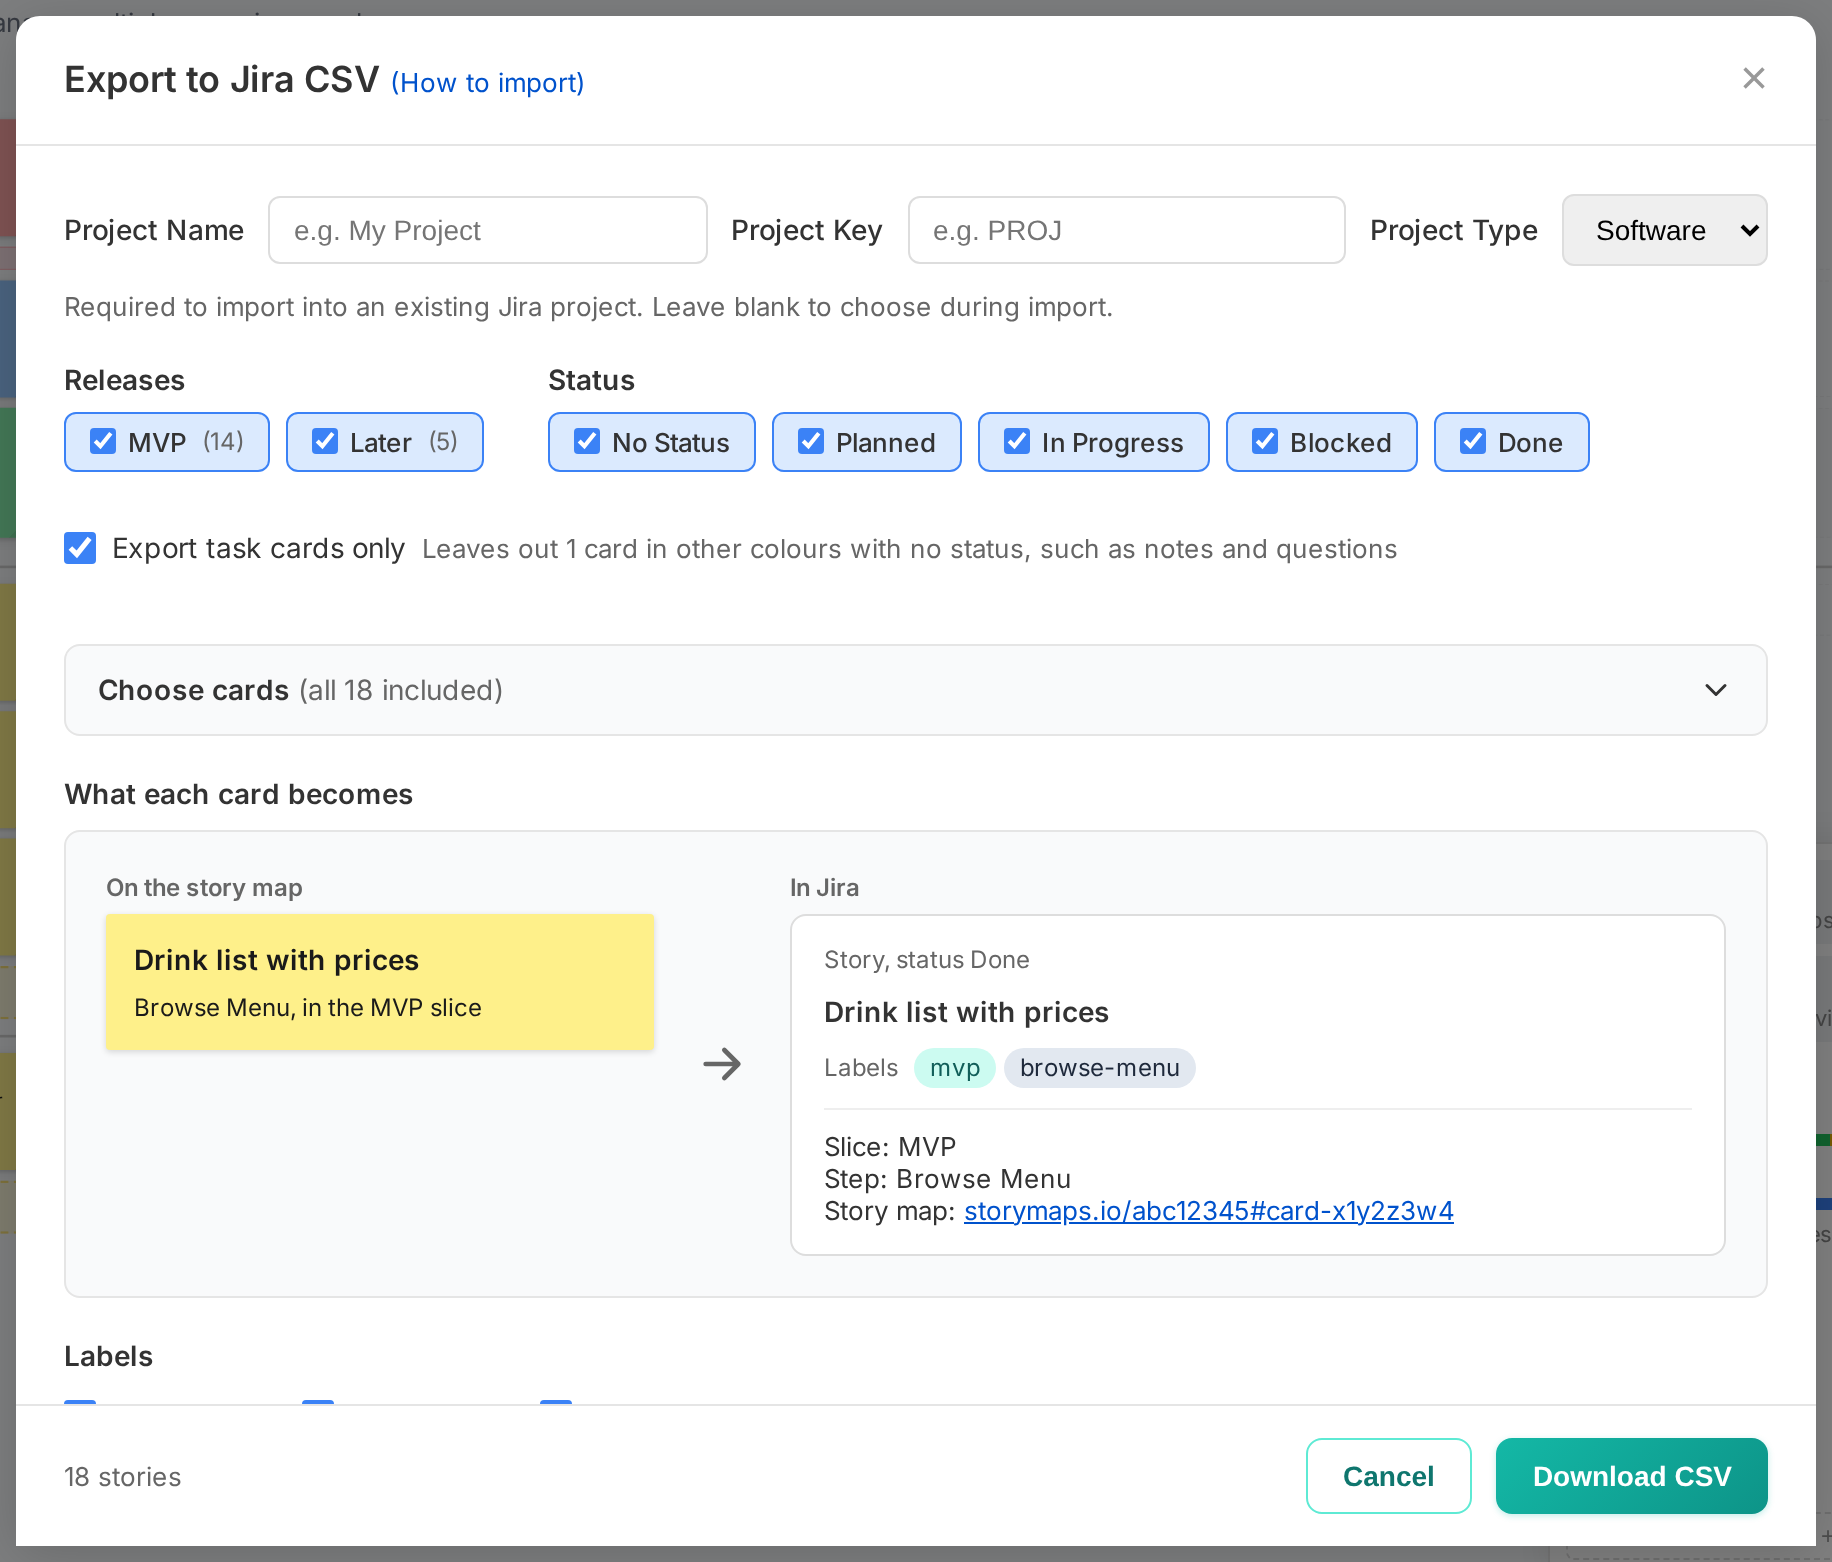 Export to Jira CSV (How to import)
Project Name e.g. My Project Project Key e.g. PROJ Project Type Software
Required to import into an existing Jira project. Leave blank to choose during import.
Releases Status
MVP (14) Later (5) No Status Planned In Progress Blocked Done
Export task cards only Leaves out 1 card in other colours with no status, such as notes and questions
Choose cards (all 18 included)
What each card becomes
On the story map In Jira
Drink list with prices
Browse Menu, in the MVP slice
Story, status Done
Drink list with prices
Labels mvp browse-menu
Slice: MVP
Step: Browse Menu
Story map: storymaps.io/abc12345#card-x1y2z3w4
Labels
18 stories Cancel Download CSV